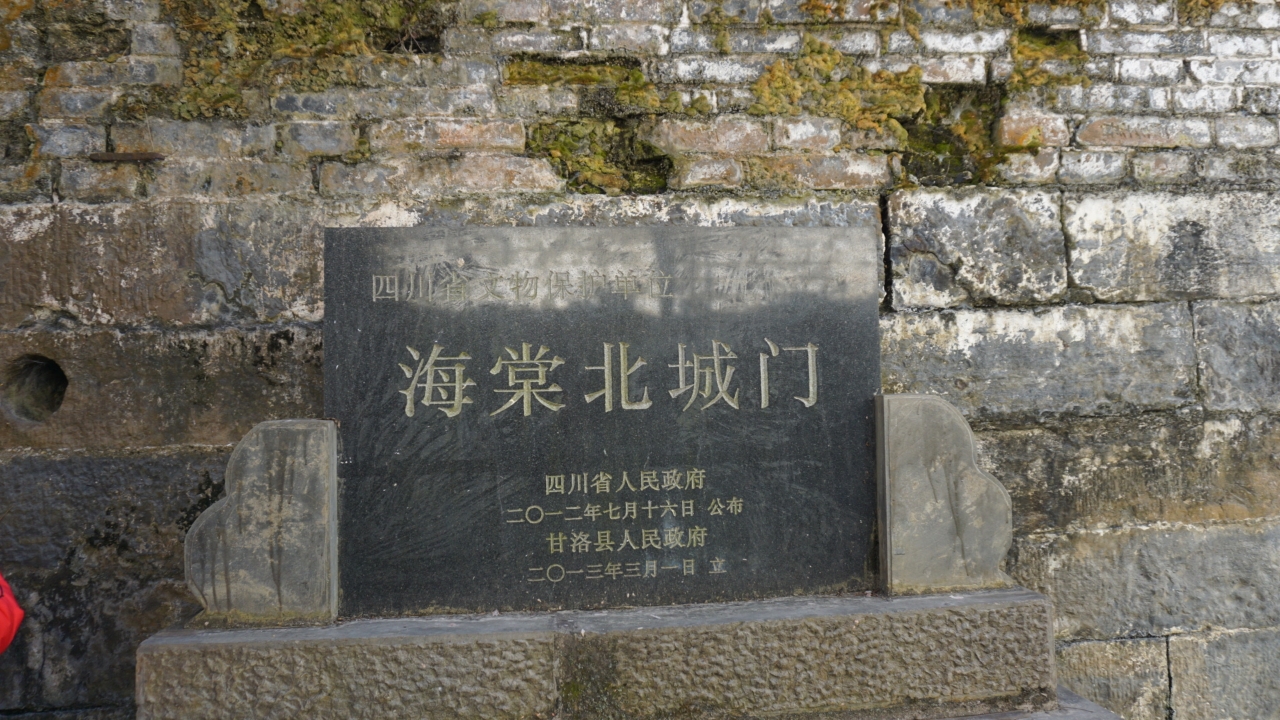 四川省文物保护单位
海棠北城门
四川省人民政府
二〇一二年七月十六日 公布
甘洛县人民政府
二〇一三年三月一日 立